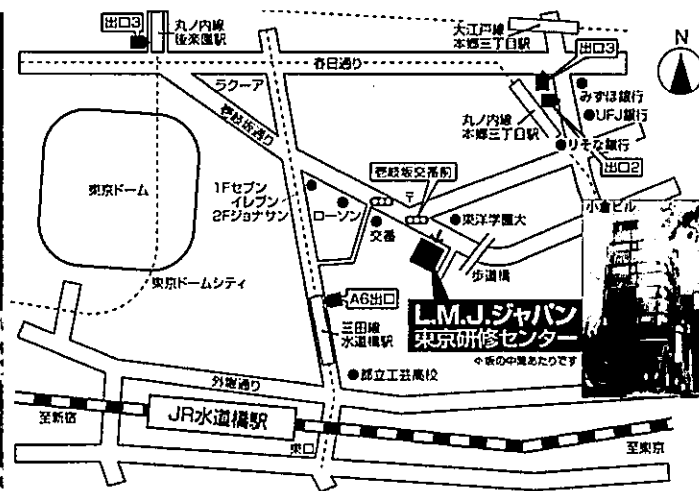 出口3
丸ノ内線
後楽園駅
大江戸線
本郷三丁目駅
出口3
N
春日通り
ラクーア
みずほ銀行
UFJ銀行
丸ノ内線
本郷三丁目駅
りそな銀行
壱岐坂通り
出口2
壱岐坂交番前
〒
東京ドーム
1Fセブン
イレブン
2Fジョナサン
ローソン
交番
東洋学園大
小倉ビル
歩道橋
東京ドームシティ
A6出口
L.M.J.ジャパン
東京研修センター
三田線
水道橋駅
坂の中腹あたりです
都立工芸高校
外堀通り
至新宿
JR水道橋駅
東口
至東京